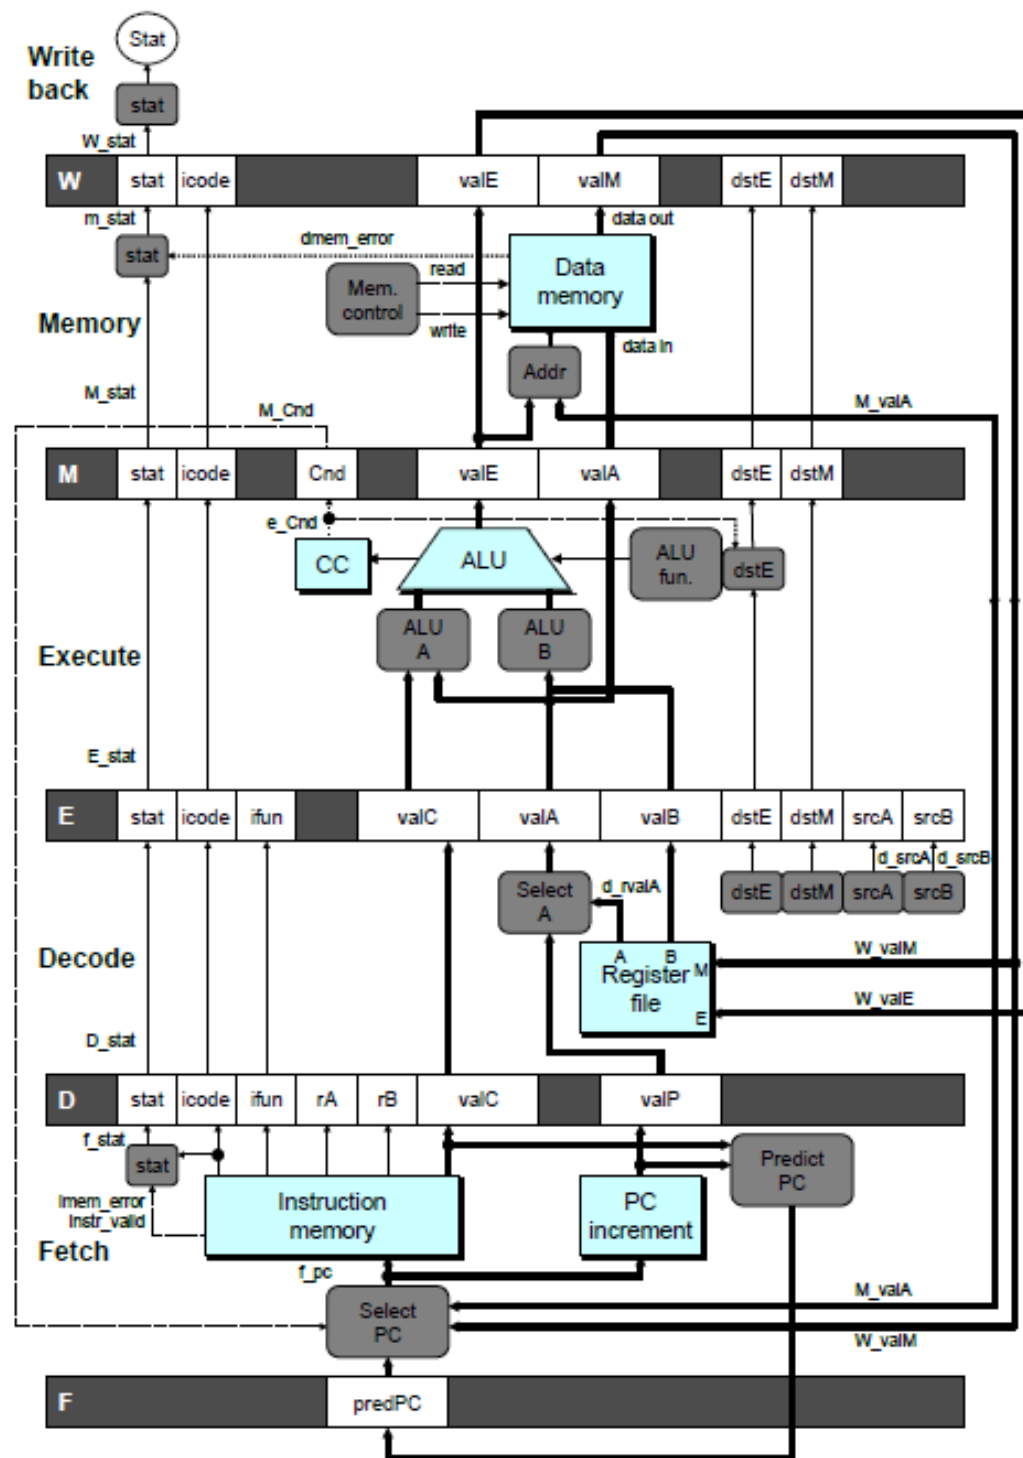 Stat
Write
back
stat
W_stat
W stat icode valE valM dstE dstM
m_stat
data out
dmem_error
stat
read
Mem.
control
Data
memory
write
Memory
data in
Addr
M_stat
M_valA
M_Cnd
M stat icode Cnd valE valA dstE dstM
e_Cnd
CC
ALU
ALU
fun.
dstE
ALU
A
ALU
B
Execute
E_stat
E stat icode ifun valC valA valB dstE dstM srcA srcB
d_srcA d_srcB
Select
A
d_rvalA
dstE dstM srcA srcB
Decode
A B
Register
file
M
E
W_valM
W_valE
D_stat
D stat icode ifun rA rB valC valP
f_stat
stat
Predict
PC
Imem_error
Instr_valid
Instruction
memory
PC
increment
Fetch
f_pc
M_valA
Select
PC
W_valM
F predPC